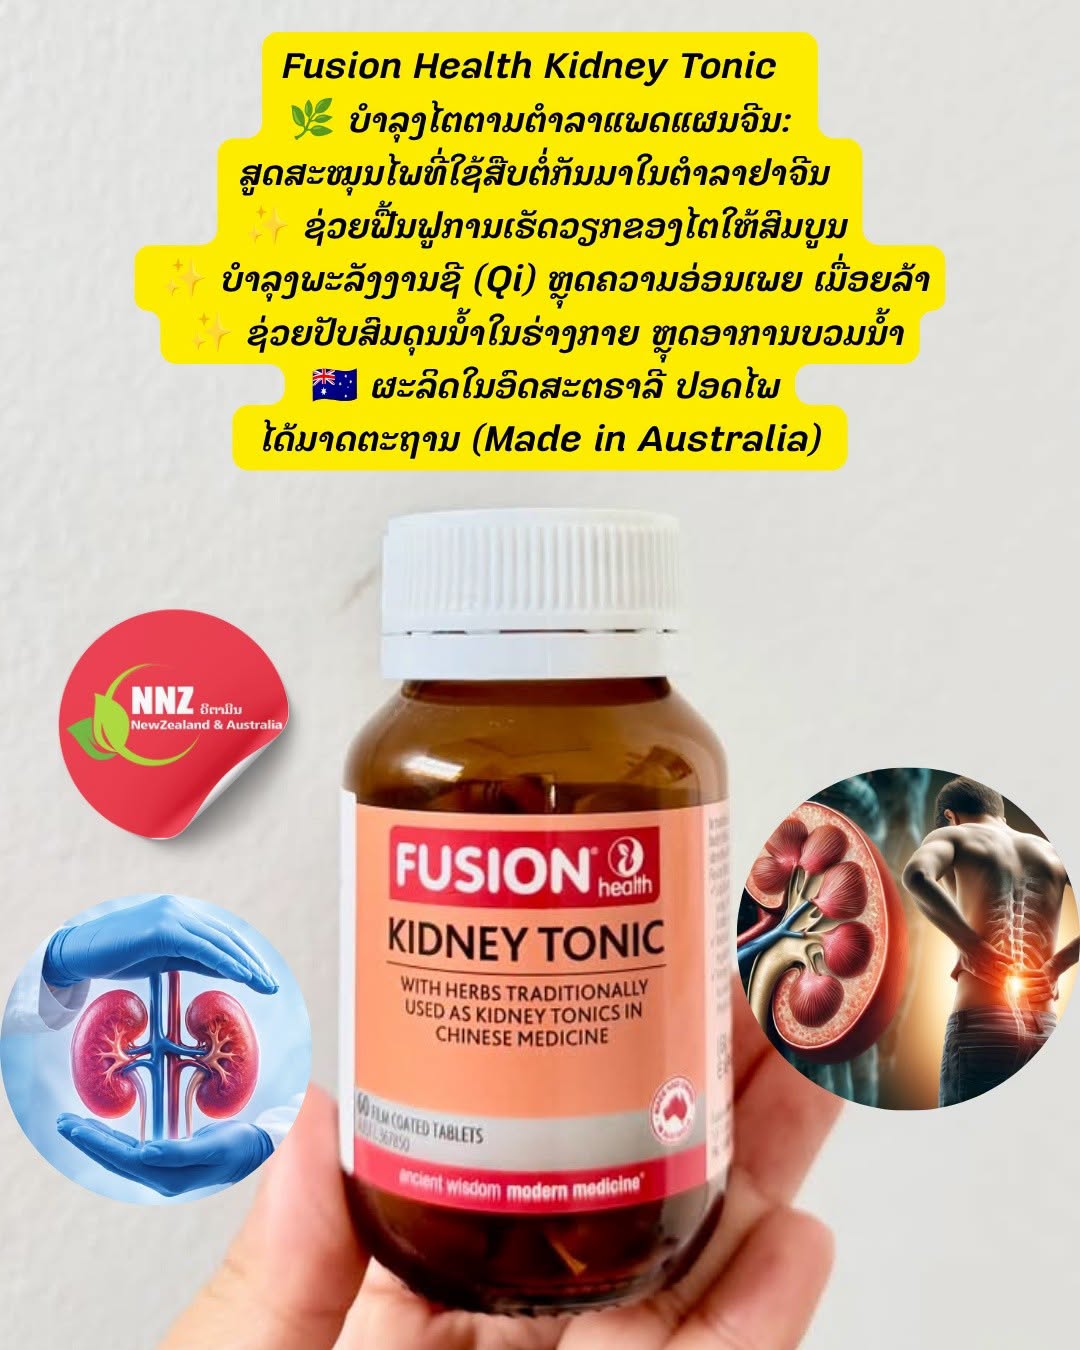 Fusion Health Kidney Tonic
🌿 ບຳລຸງໄຕຕາມຕຳລາແພດແຜນຈີນ:
ສູດສະໝຸນໄພທີ່ໃຊ້ສືບຕໍ່ກັນມາໃນຕຳລາຢາຈີນ
✨ ຊ່ວຍຟື້ນຟູການເຮັດວຽກຂອງໄຕໃຫ້ສົມບູນ
✨ ບຳລຸງພະລັງງານຊີ (Qi) ຫຼຸດຄວາມອ່ອນເພຍ ເມື່ອຍລ້າ
✨ ຊ່ວຍປັບສົມດຸນນ້ຳໃນຮ່າງກາຍ ຫຼຸດອາການບວມນ້ຳ
🇦🇺 ຜະລິດໃນອົດສະຕຣາລີ ປອດໄພ
ໄດ້ມາດຕະຖານ (Made in Australia)
NNZ ວິຕາມິນ
NewZealand & Australia
FUSION health
KIDNEY TONIC
WITH HERBS TRADITIONALLY
USED AS KIDNEY TONICS IN
CHINESE MEDICINE
60 FILM COATED TABLETS
ancient wisdom modern medicine